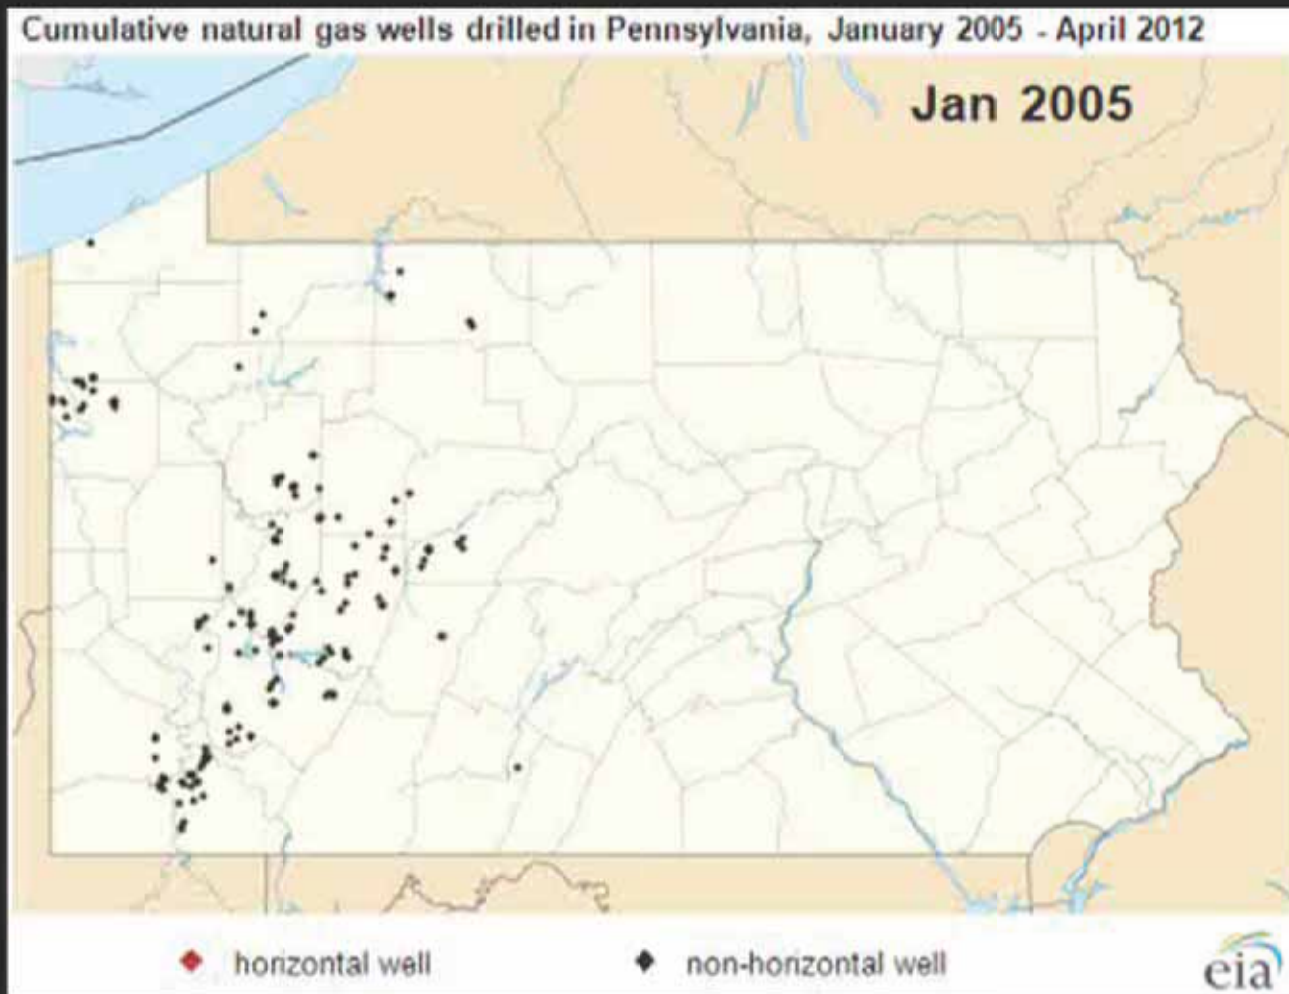 Cumulative natural gas wells drilled in Pennsylvania, January 2005 - April 2012
Jan 2005
horizontal well
non-horizontal well
eia